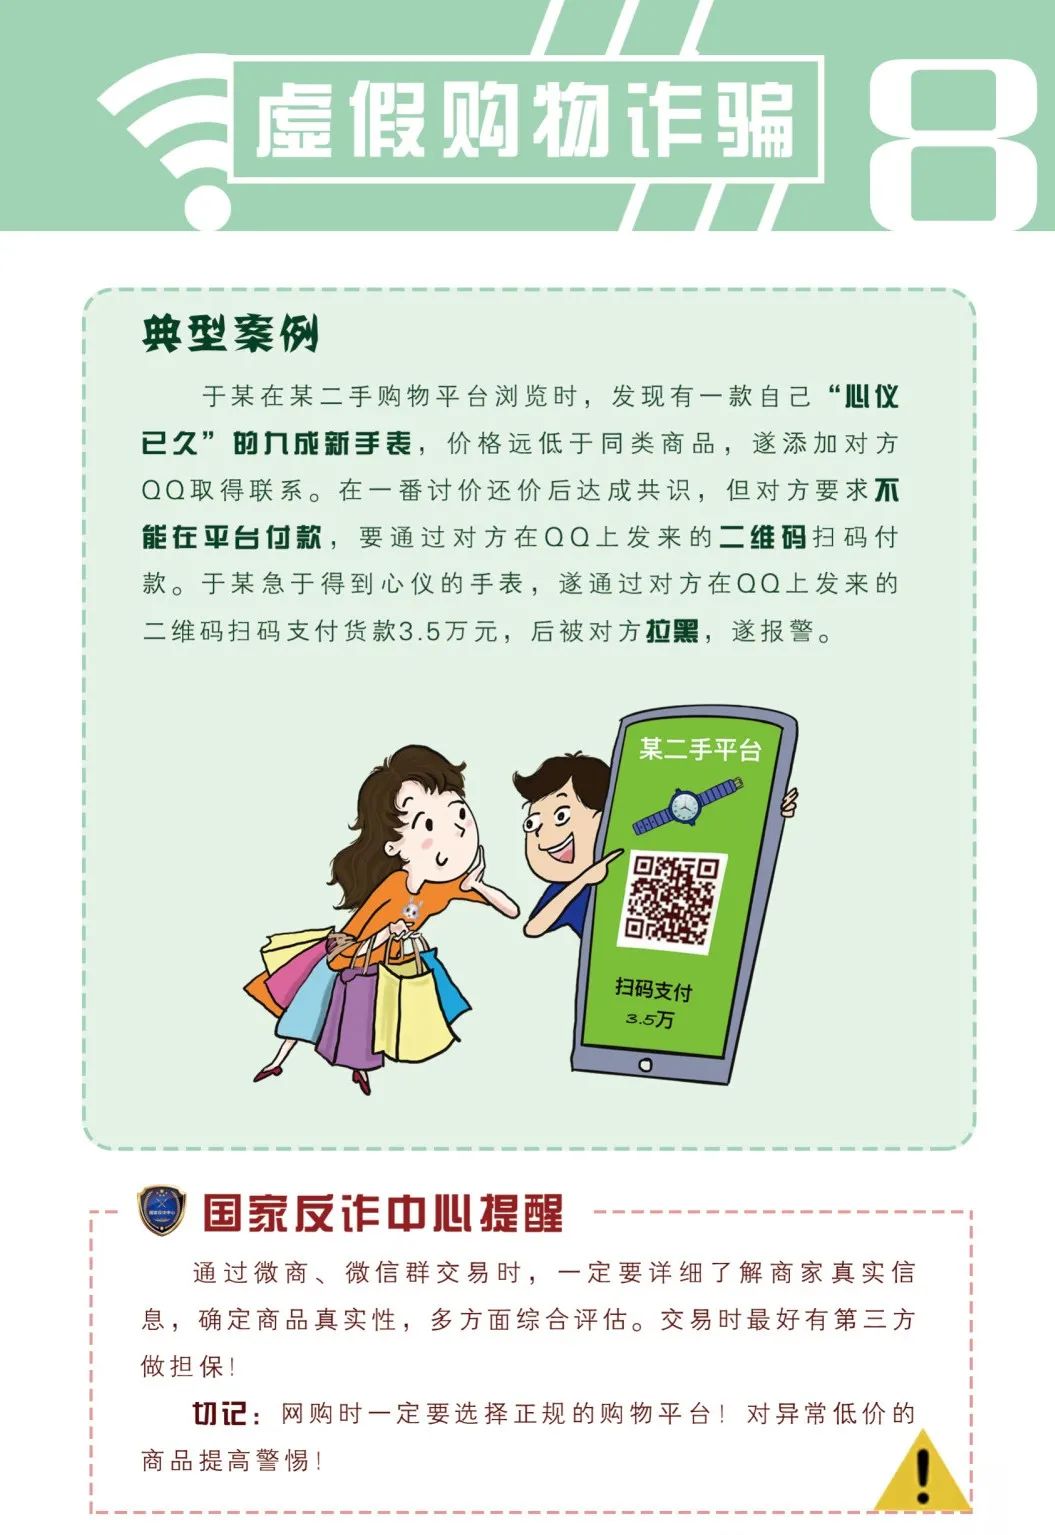 虚假购物诈骗
8
典型案例
于某在某二手购物平台浏览时，发现有一款自己“心仪
已久”的九成新手表，价格远低于同类商品，遂添加对方
QQ取得联系。在一番讨价还价后达成共识，但对方要求不
能在平台付款，要通过对方在QQ上发来的二维码扫码付
款。于某急于得到心仪的手表，遂通过对方在QQ上发来的
二维码扫码支付货款3.5万元，后被对方拉黑，遂报警。
某二手平台
扫码支付
3.5万
国家反诈中心
国家反诈中心提醒
通过微商、微信群交易时，一定要详细了解商家真实信
息，确定商品真实性，多方面综合评估。交易时最好有第三方
做担保！
切记：网购时一定要选择正规的购物平台！对异常低价的
商品提高警惕！